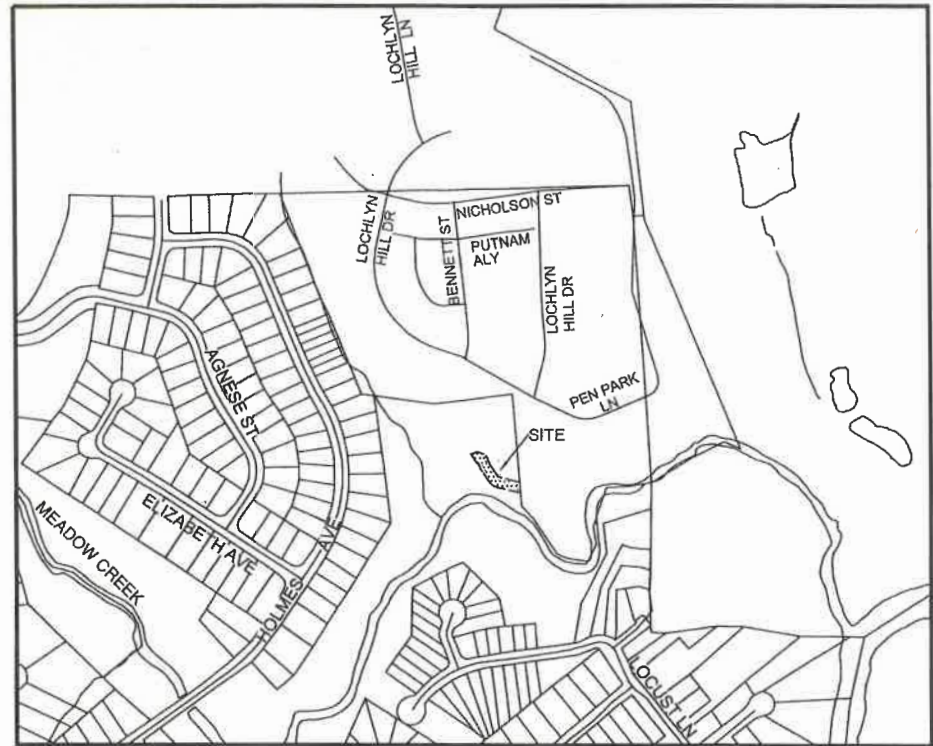 LOCHLYN
HILL LN
LOCHLYN
HILL DR
NICHOLSON ST
BENNETT ST
PUTNAM
ALY
LOCHLYN
HILL DR
PEN PARK
LN
AGNESE ST
SITE
ELIZABETH AVE
MEADOW CREEK
HOLMES AVE
LOCUST LN